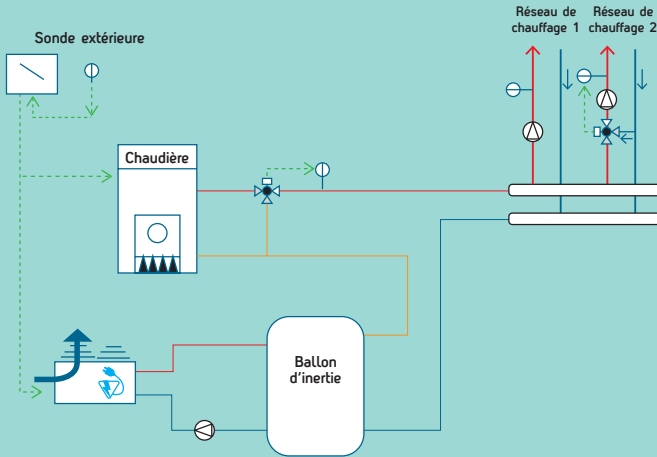 Réseau de
chauffage 1
Réseau de
chauffage 2
Sonde extérieure
Chaudière
Ballon
d'inertie